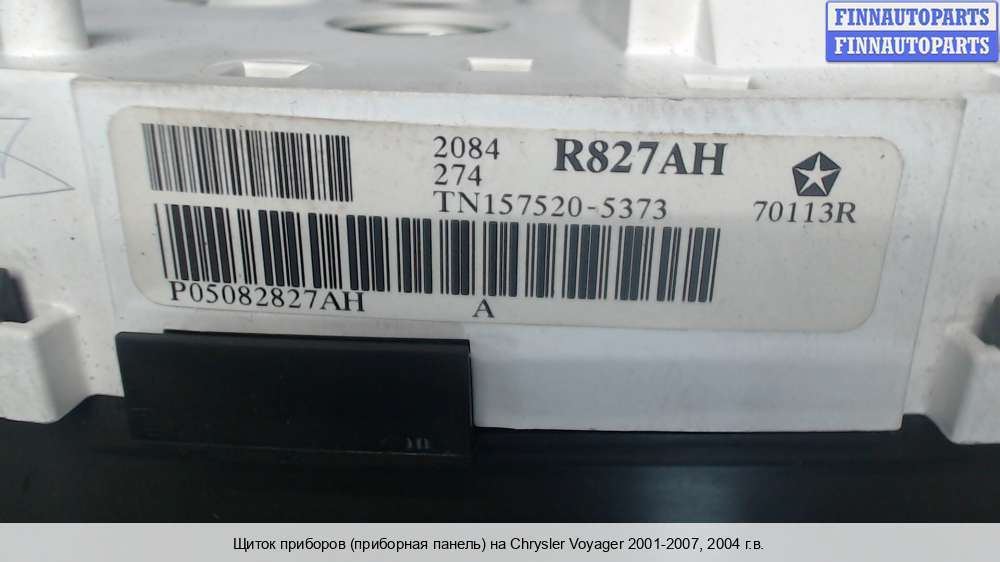 FINNAUTOPARTS
FINNAUTOPARTS
2084
274
R827AH
TN157520-5373
70113R
P05082827AH
A
Щиток приборов (приборная панель) на Chrysler Voyager 2001-2007, 2004 г.в.